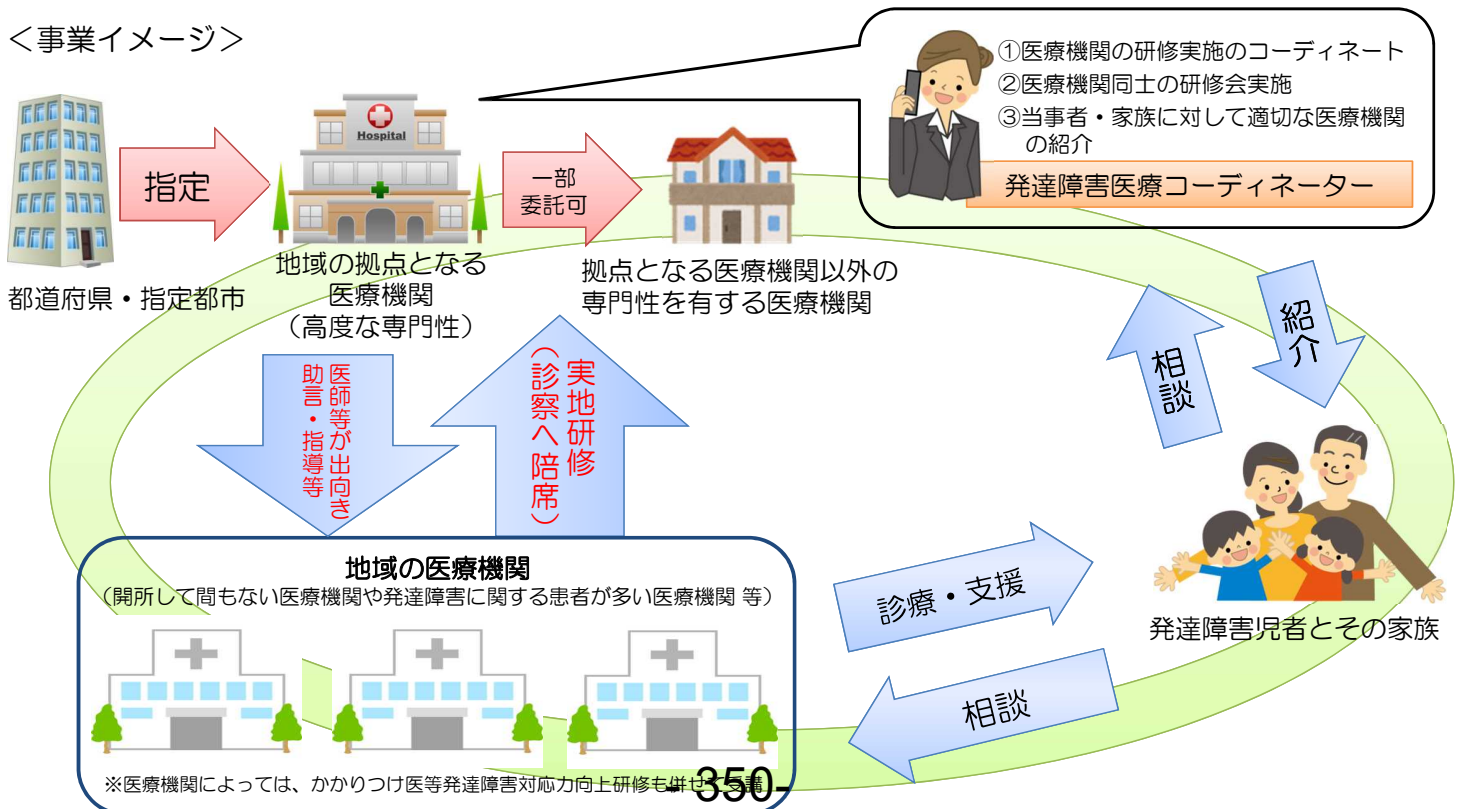 ＜事業イメージ＞
①医療機関の研修実施のコーディネート
②医療機関同士の研修会実施
③当事者・家族に対して適切な医療機関
の紹介
発達障害医療コーディネーター
指定
Hospital
一部
委託可
都道府県・指定都市
地域の拠点となる
医療機関
（高度な専門性）
拠点となる医療機関以外の
専門性を有する医療機関
医師等が出向き
助言・指導等
実地研修
（診察へ陪席）
相談
紹介
地域の医療機関
（開所して間もない医療機関や発達障害に関する患者が多い医療機関 等）
診療・支援
発達障害児者とその家族
相談
※医療機関によっては、かかりつけ医等発達障害対応力向上研修も併せて受講
- 350-